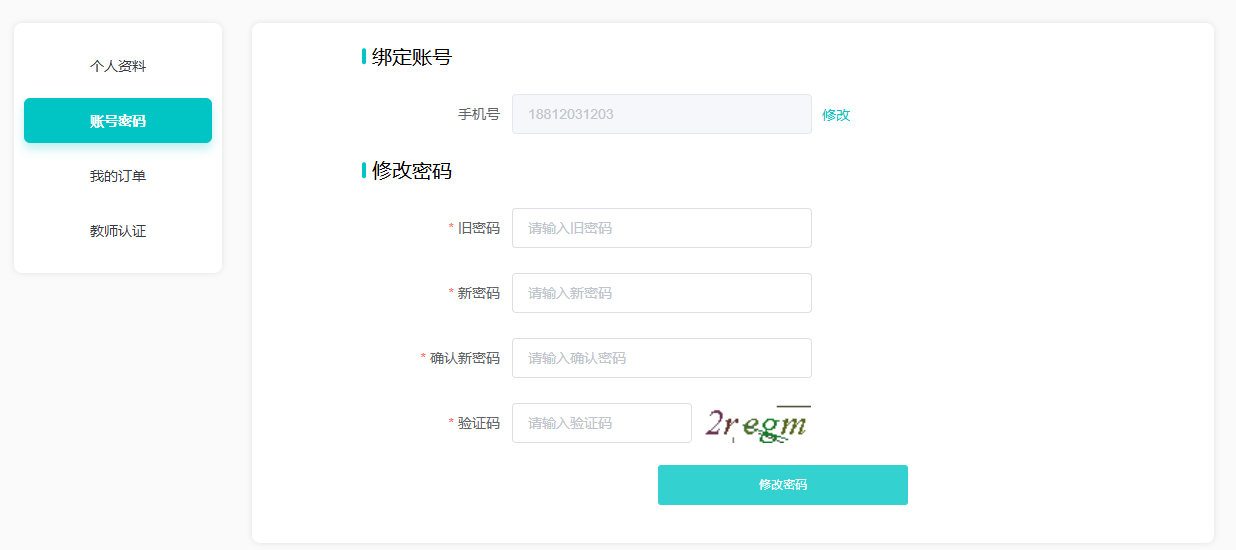 个人资料
账号密码
我的订单
教师认证
绑定账号
手机号 18812031203 修改
修改密码
* 旧密码 请输入旧密码
* 新密码 请输入新密码
* 确认新密码 请输入确认密码
* 验证码 请输入验证码 2regm
修改密码